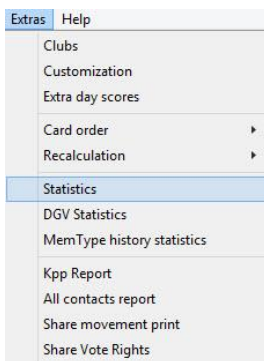 Extras Help
Clubs
Customization
Extra day scores
Card order
Recalculation
Statistics
DGV Statistics
MemType history statistics
Kpp Report
All contacts report
Share movement print
Share Vote Rights